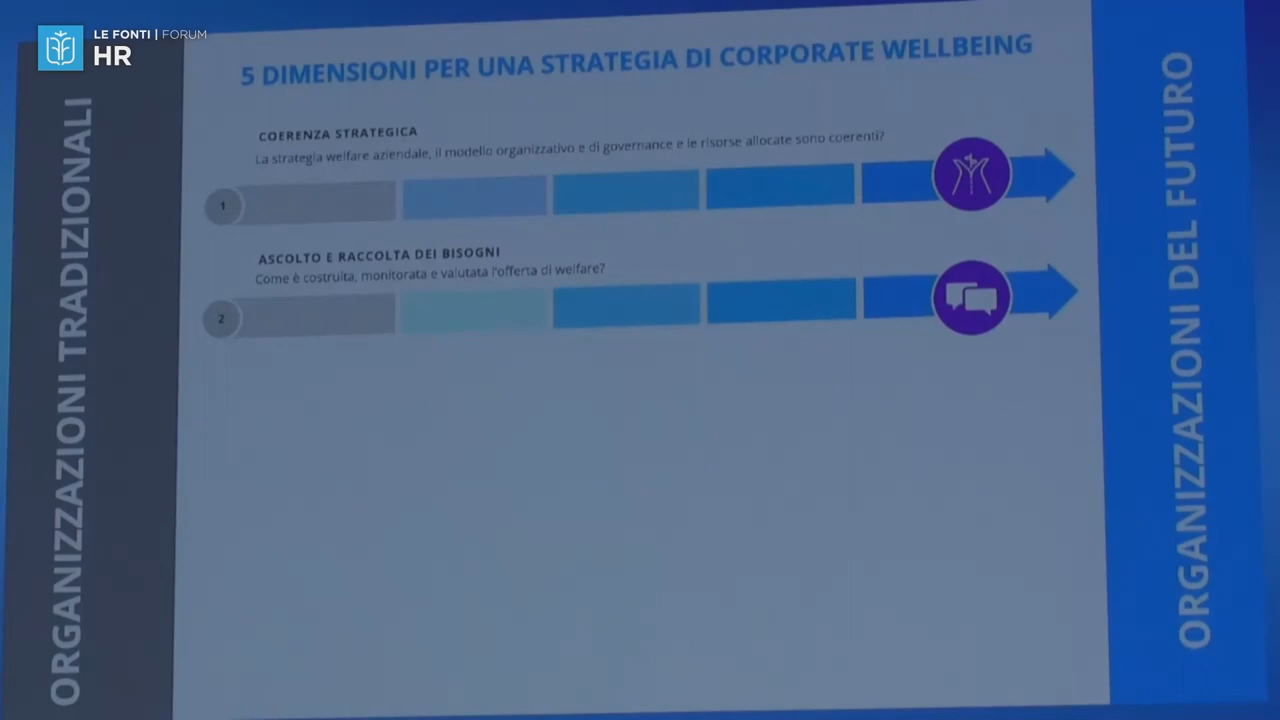 LE FONTI | FORUM
HR
5 DIMENSIONI PER UNA STRATEGIA DI CORPORATE WELLBEING
ORGANIZZAZIONI TRADIZIONALI
COERENZA STRATEGICA
La strategia welfare aziendale, il modello organizzativo e di governance e le risorse allocate sono coerenti?
1
ASCOLTO E RACCOLTA DEI BISOGNI
Come è costruita, monitorata e valutata l'offerta di welfare?
2
ORGANIZZAZIONI DEL FUTURO